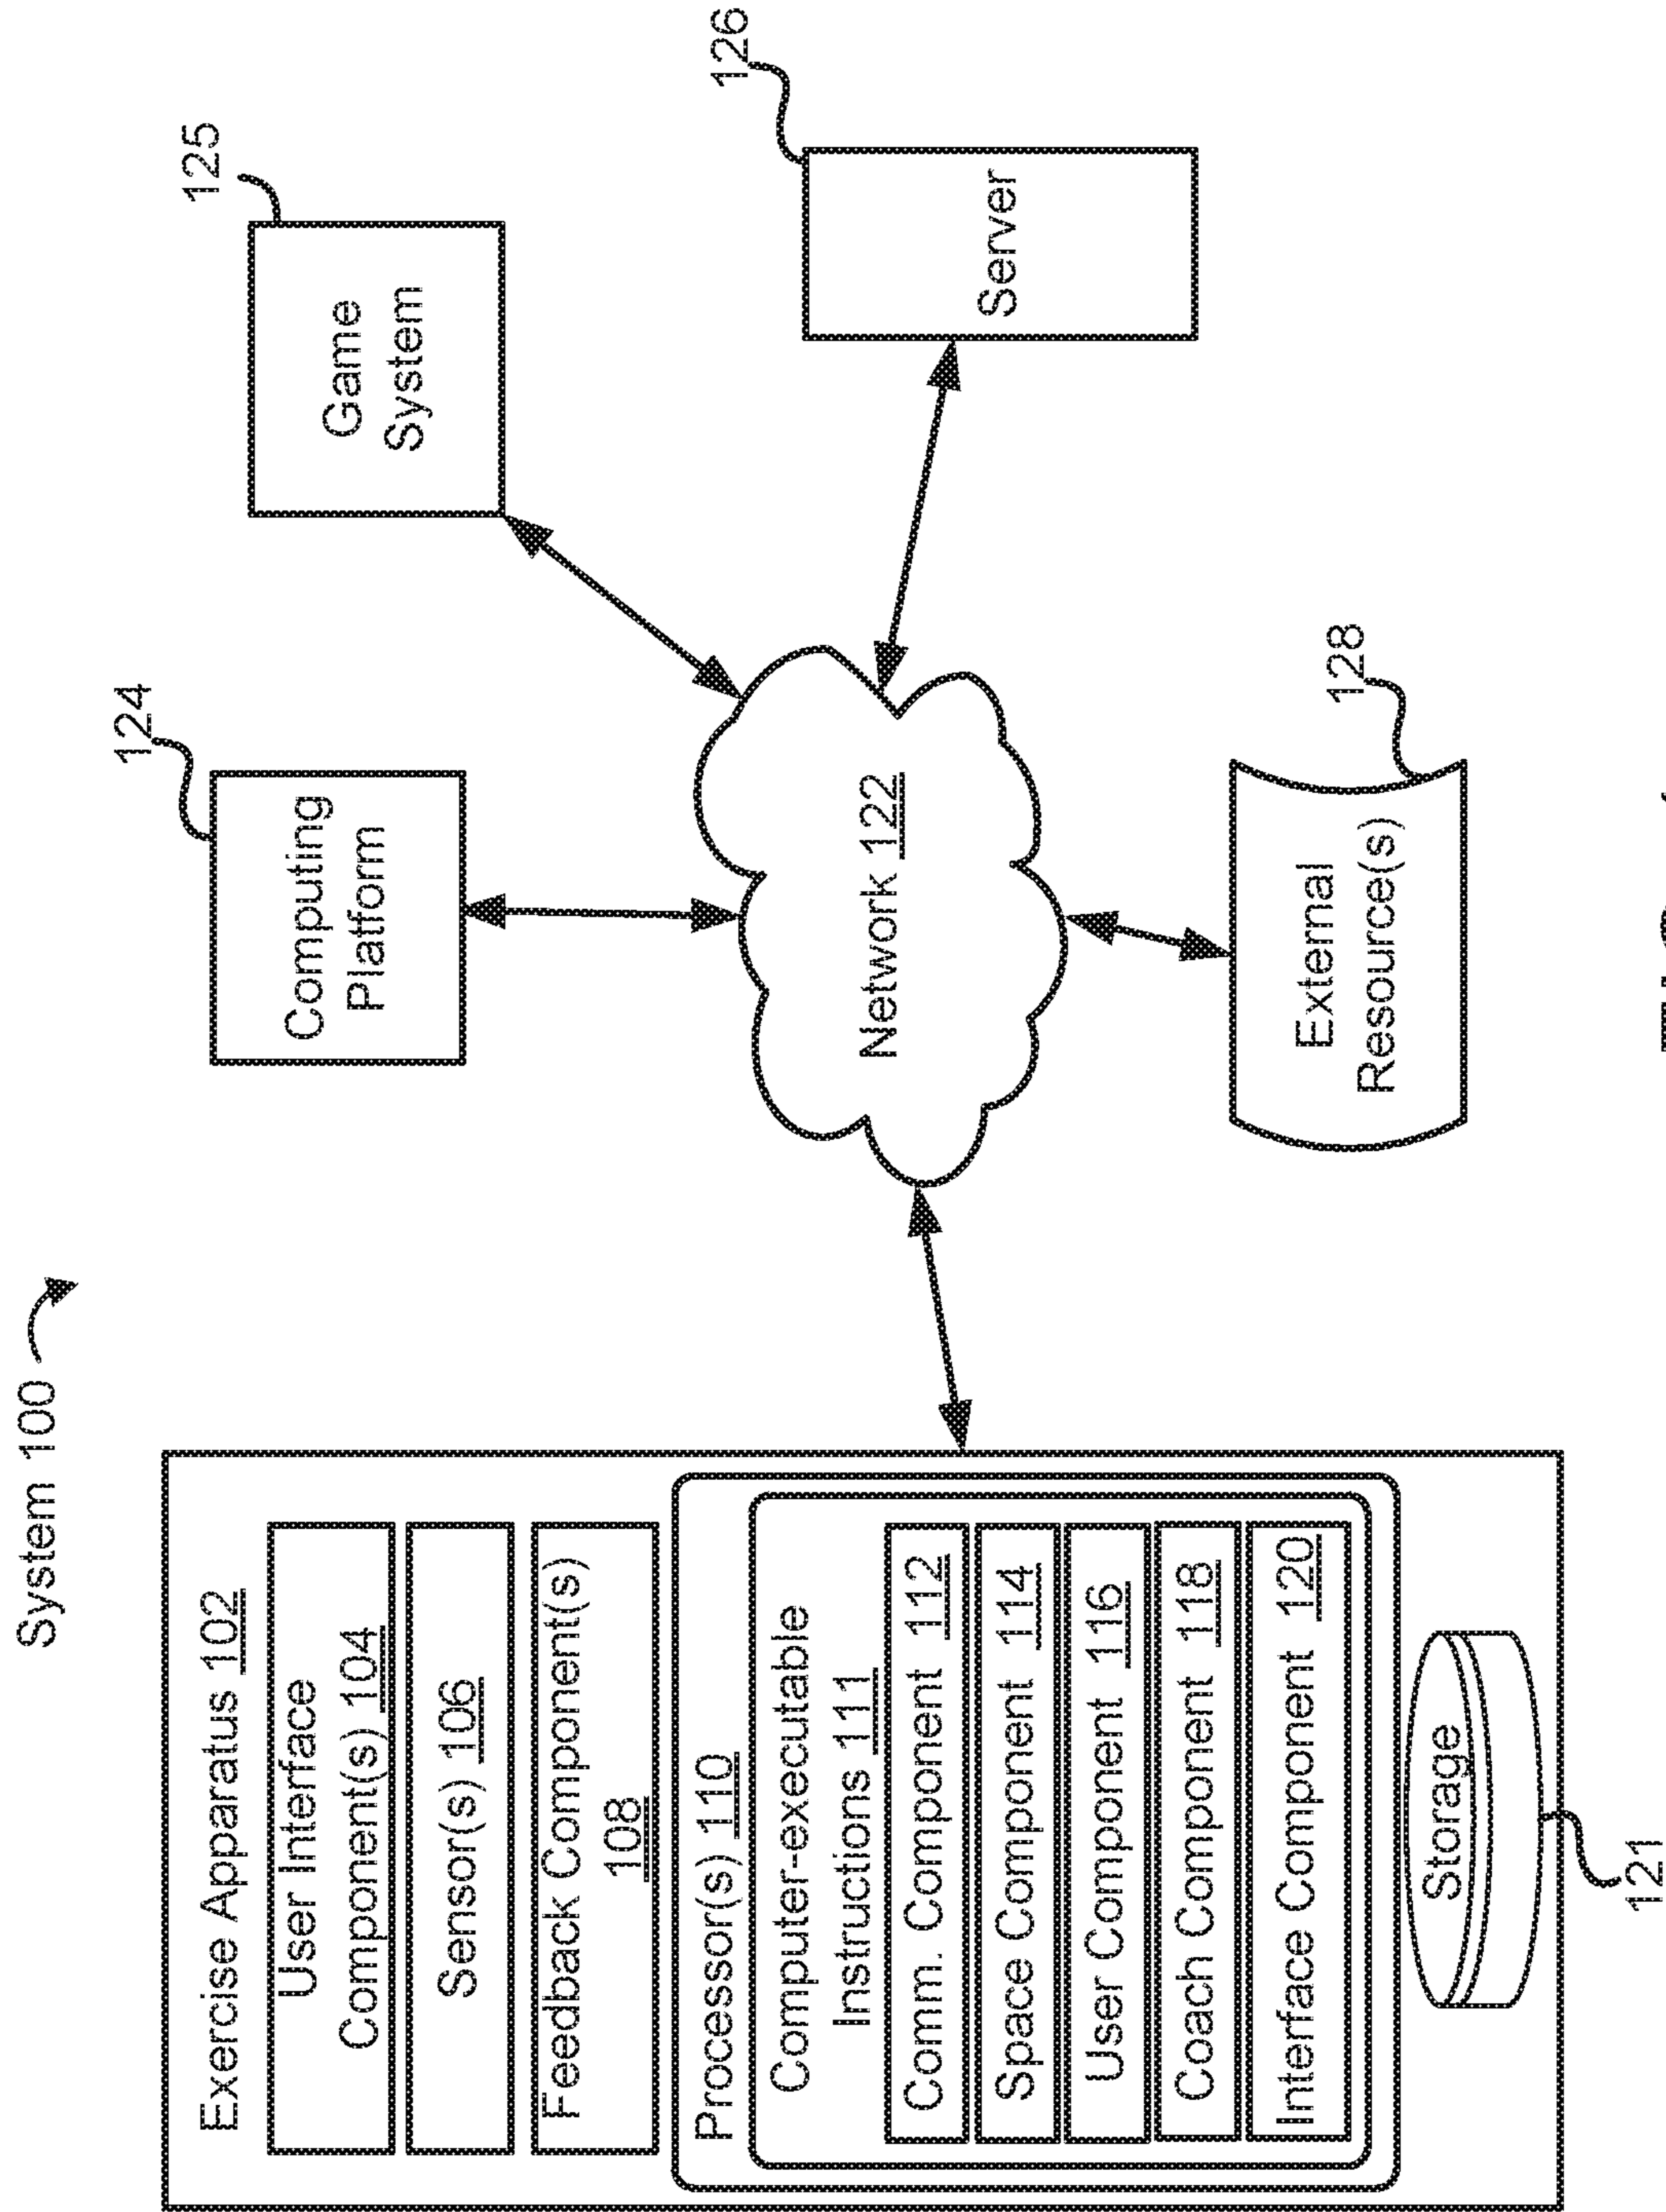 System 100
Exercise Apparatus 102
User Interface
Component(s) 104
Sensor(s) 106
Feedback Component(s)
108
Processor(s) 110
Computer-executable
Instructions 111
Comm. Component 112
Space Component 114
User Component 116
Coach Component 118
Interface Component 120
Storage
121
Network 122
124
Computing
Platform
125
Game
System
126
Server
128
External
Resource(s)